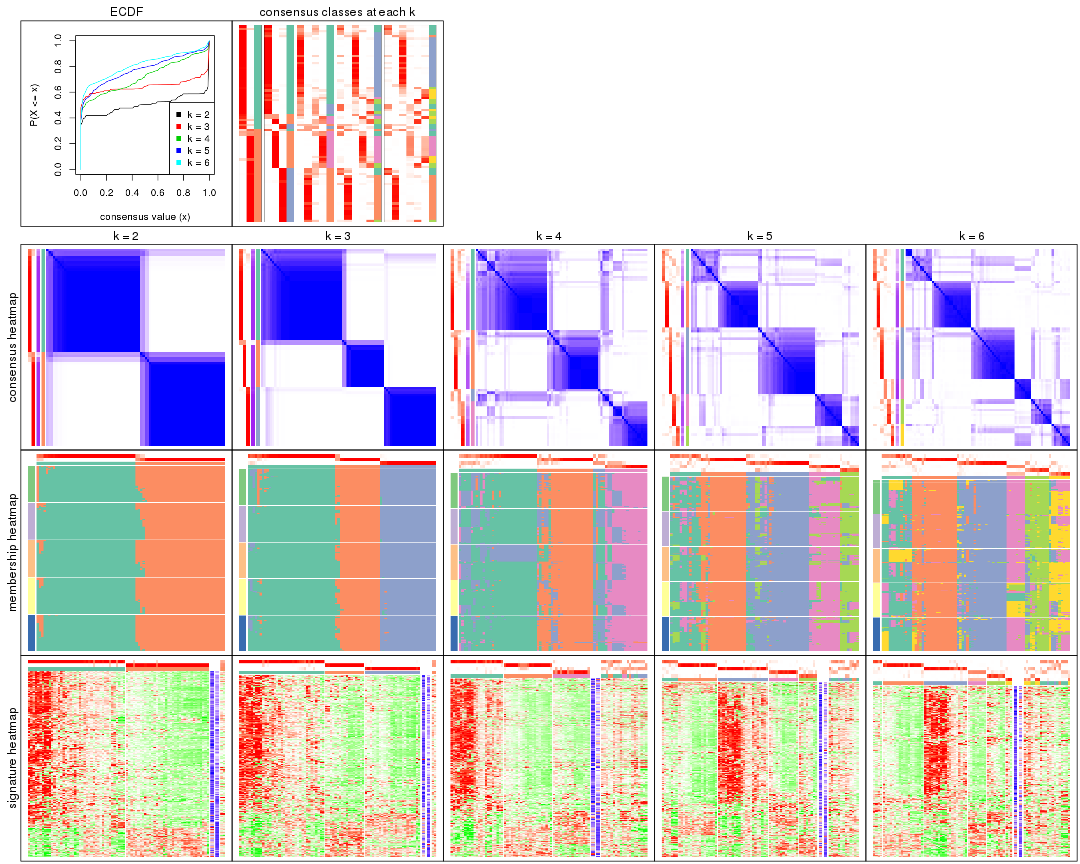 ECDF
consensus classes at each k
P(X <= x)
0.0 0.2 0.4 0.6 0.8 1.0
k = 2
k = 3
k = 4
k = 5
k = 6
0.0 0.2 0.4 0.6 0.8 1.0
consensus value (x)
k = 2
k = 3
k = 4
k = 5
k = 6
consensus heatmap
membership heatmap
signature heatmap